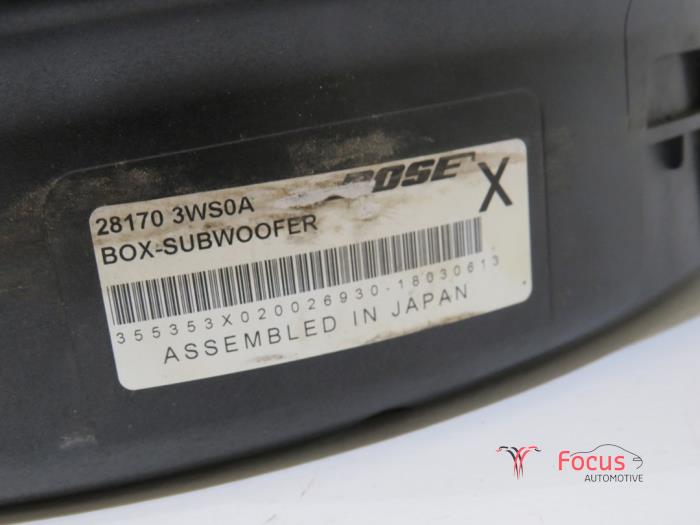 BOSE
X
28170 3WS0A
BOX-SUBWOOFER
355353X020026930-18030613
ASSEMBLED IN JAPAN
Focus
AUTOMOTIVE